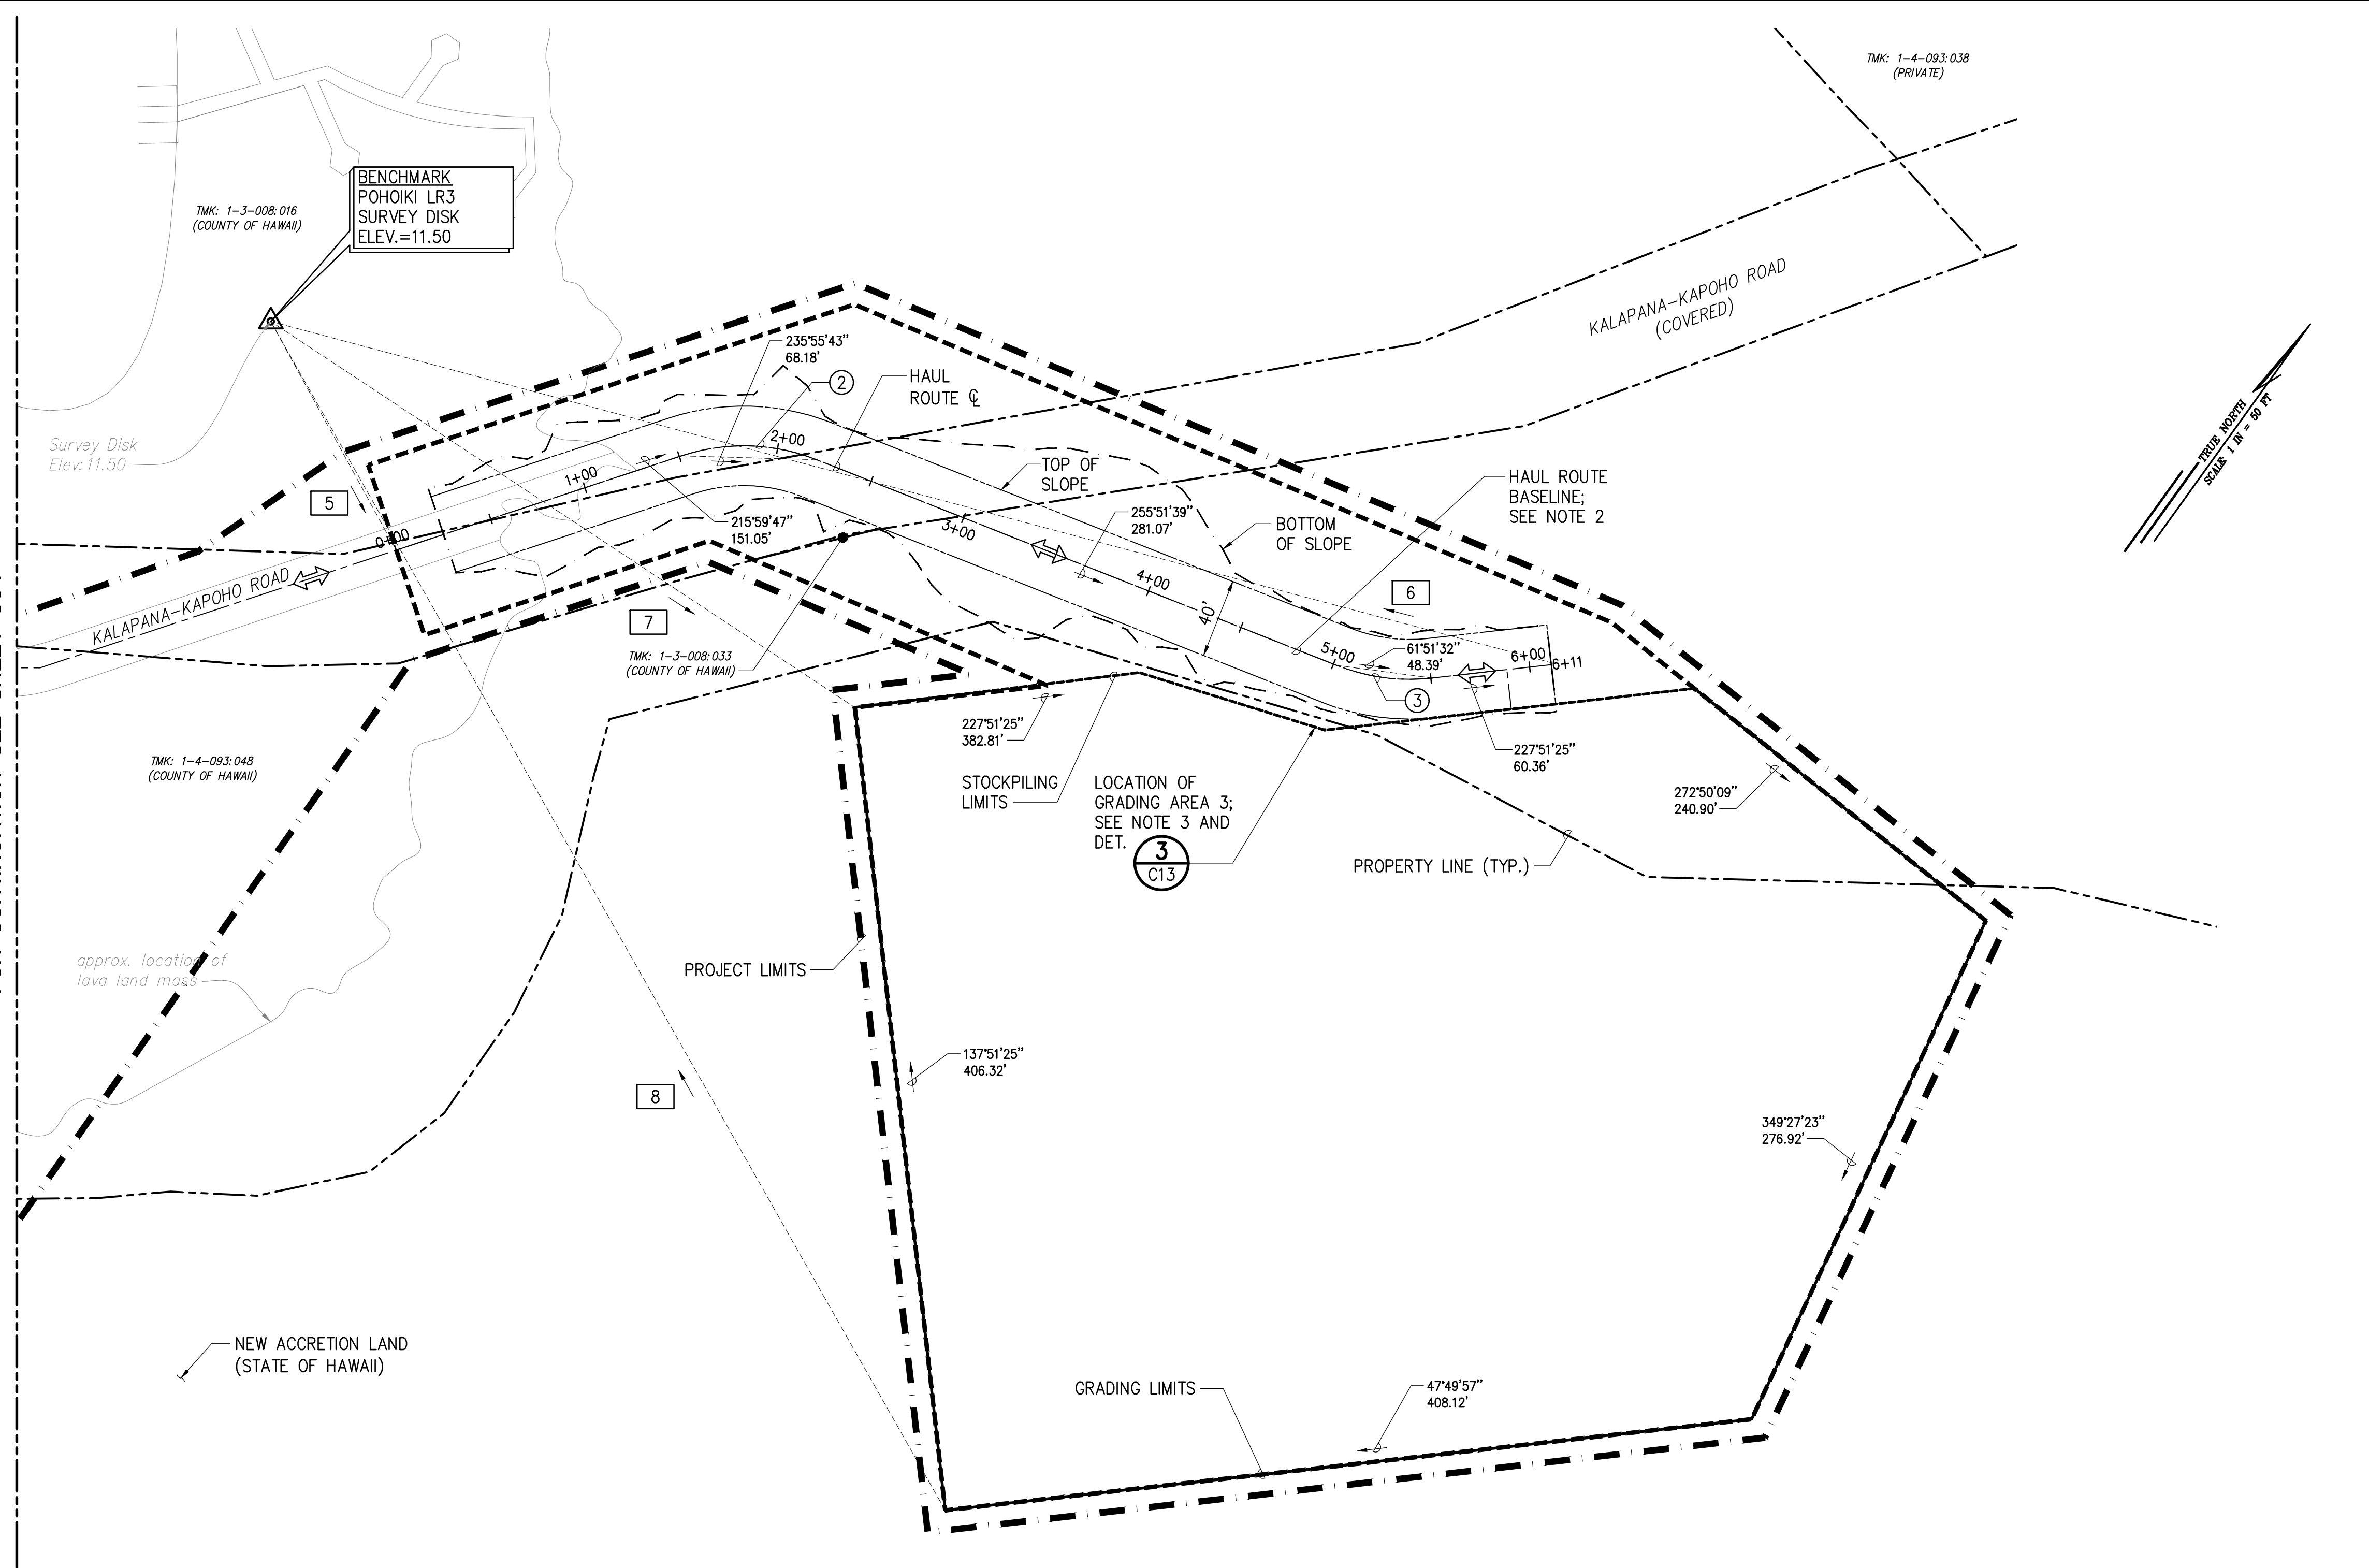 TMK: 1-4-093:038
(PRIVATE)
BENCHMARK
POHOIKI LR3
SURVEY DISK
ELEV.=11.50
TMK: 1-3-008:016
(COUNTY OF HAWAII)
KALAPANA-KAPOHO ROAD
(COVERED)
235°55'43"
68.18'
2
HAUL
ROUTE ℄
TRUE NORTH
SCALE: 1 IN = 50 FT
Survey Disk
Elev: 11.50
2+00
1+00
TOP OF
SLOPE
HAUL ROUTE
BASELINE;
SEE NOTE 2
5
215°59'47"
151.05'
3+00
255°51'39"
281.07'
BOTTOM
OF SLOPE
0+00
KALAPANA-KAPOHO ROAD
4+00
40'
6
7
TMK: 1-3-008:033
(COUNTY OF HAWAII)
5+00
61°51'32"
48.39'
6+00
6+11
3
227°51'25"
382.81'
227°51'25"
60.36'
TMK: 1-4-093:048
(COUNTY OF HAWAII)
STOCKPILING
LIMITS
LOCATION OF
GRADING AREA 3;
SEE NOTE 3 AND
DET.
3
C13
272°50'09"
240.90'
PROPERTY LINE (TYP.)
approx. location of
lava land mass
PROJECT LIMITS
137°51'25"
406.32'
8
349°27'23"
276.92'
NEW ACCRETION LAND
(STATE OF HAWAII)
GRADING LIMITS
47°49'57"
408.12'